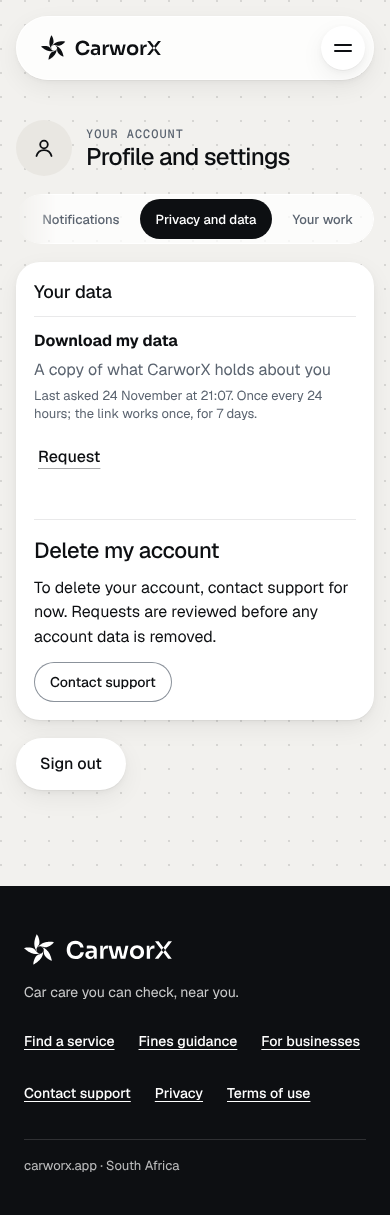 CarworX
YOUR ACCOUNT
Profile and settings
Notifications
Privacy and data
Your work
Your data
Download my data
A copy of what CarworX holds about you
Last asked 24 November at 21:07. Once every 24
hours; the link works once, for 7 days.
Request
Delete my account
To delete your account, contact support for
now. Requests are reviewed before any
account data is removed.
Contact support
Sign out
CarworX
Car care you can check, near you.
Find a service Fines guidance For businesses
Contact support Privacy Terms of use
carworx.app · South Africa